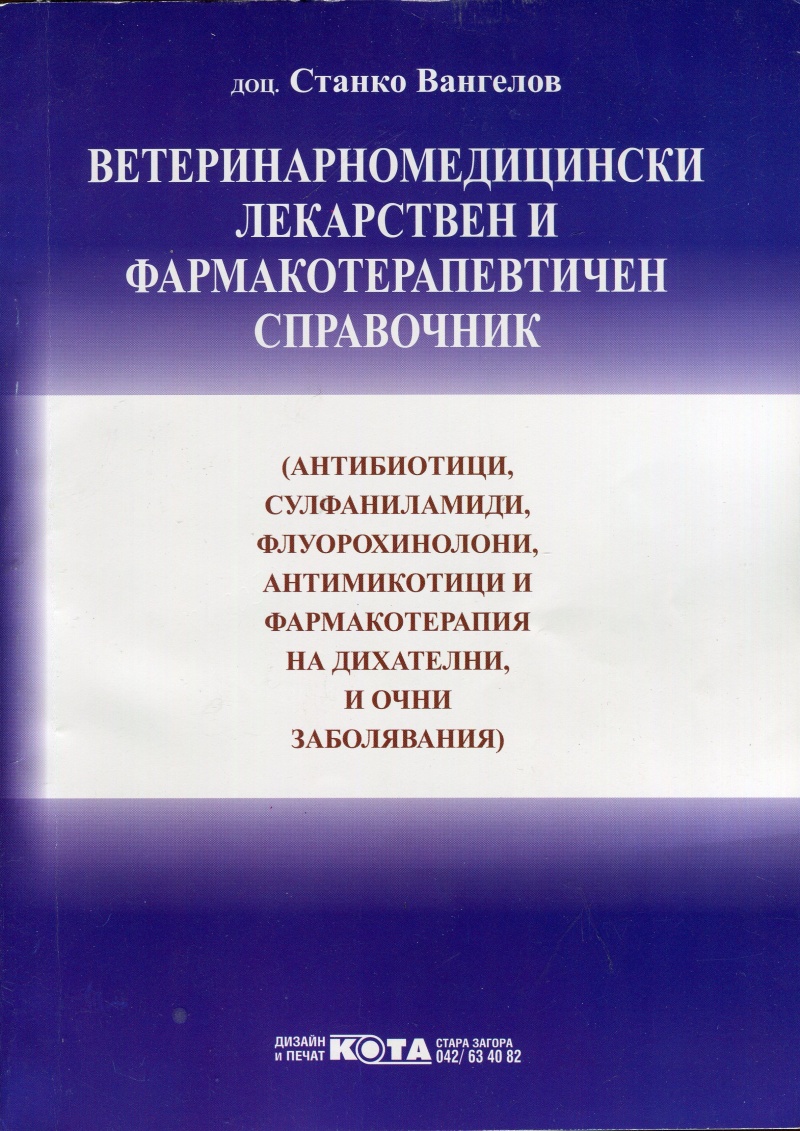 доц. Станко Вангелов
ВЕТЕРИНАРНОМЕДИЦИНСКИ
ЛЕКАРСТВЕН И
ФАРМАКОТЕРАПЕВТИЧЕН
СПРАВОЧНИК
(АНТИБИОТИЦИ,
СУЛФАНИЛАМИДИ,
ФЛУОРОХИНОЛОНИ,
АНТИМИКОТИЦИ И
ФАРМАКОТЕРАПИЯ
НА ДИХАТЕЛНИ,
И ОЧНИ
ЗАБОЛЯВАНИЯ)
ДИЗАЙН
И ПЕЧАТ
КОТА
СТАРА ЗАГОРА
042/ 63 40 82